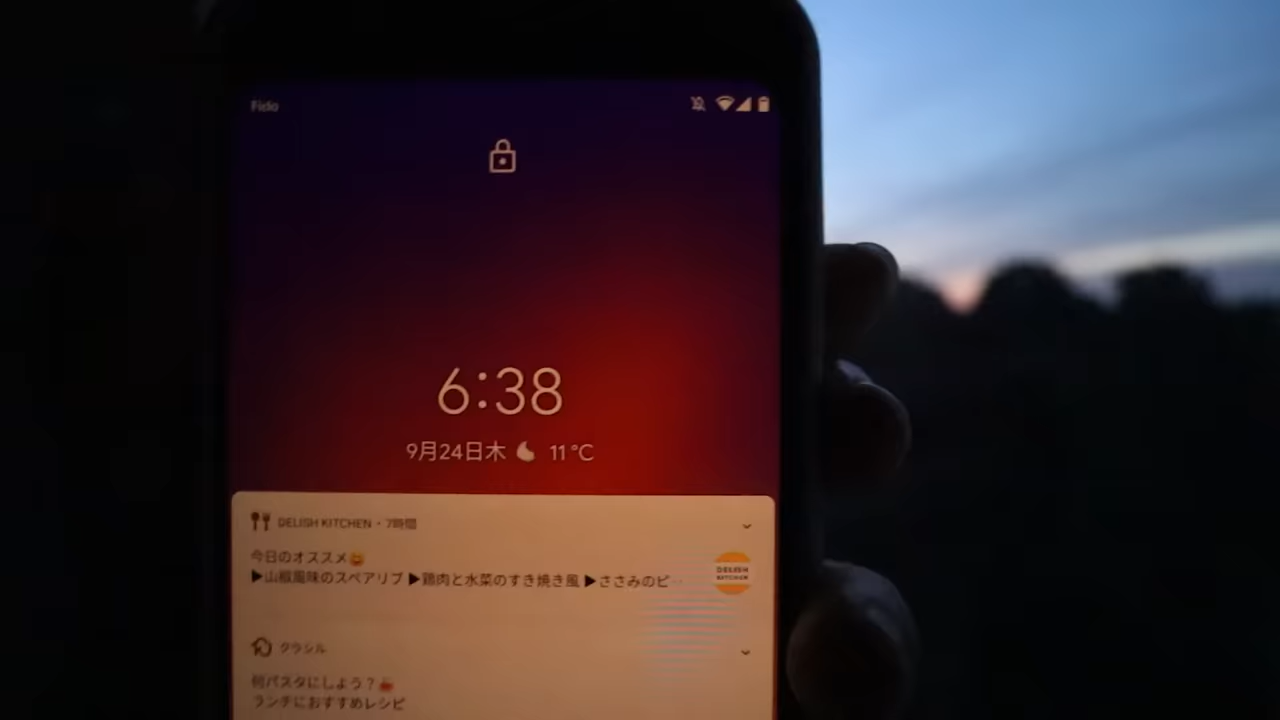 Fido
6:38
9月24日木 11°C
DELISH KITCHEN・7時間
今日のオススメ😋
▶山椒風味のスペアリブ ▶鶏肉と水菜のすき焼き風 ▶ささみのピ…
DELISH
KITCHEN
クラシル
何パスタにしよう？🍝
ランチにおすすめレシピ